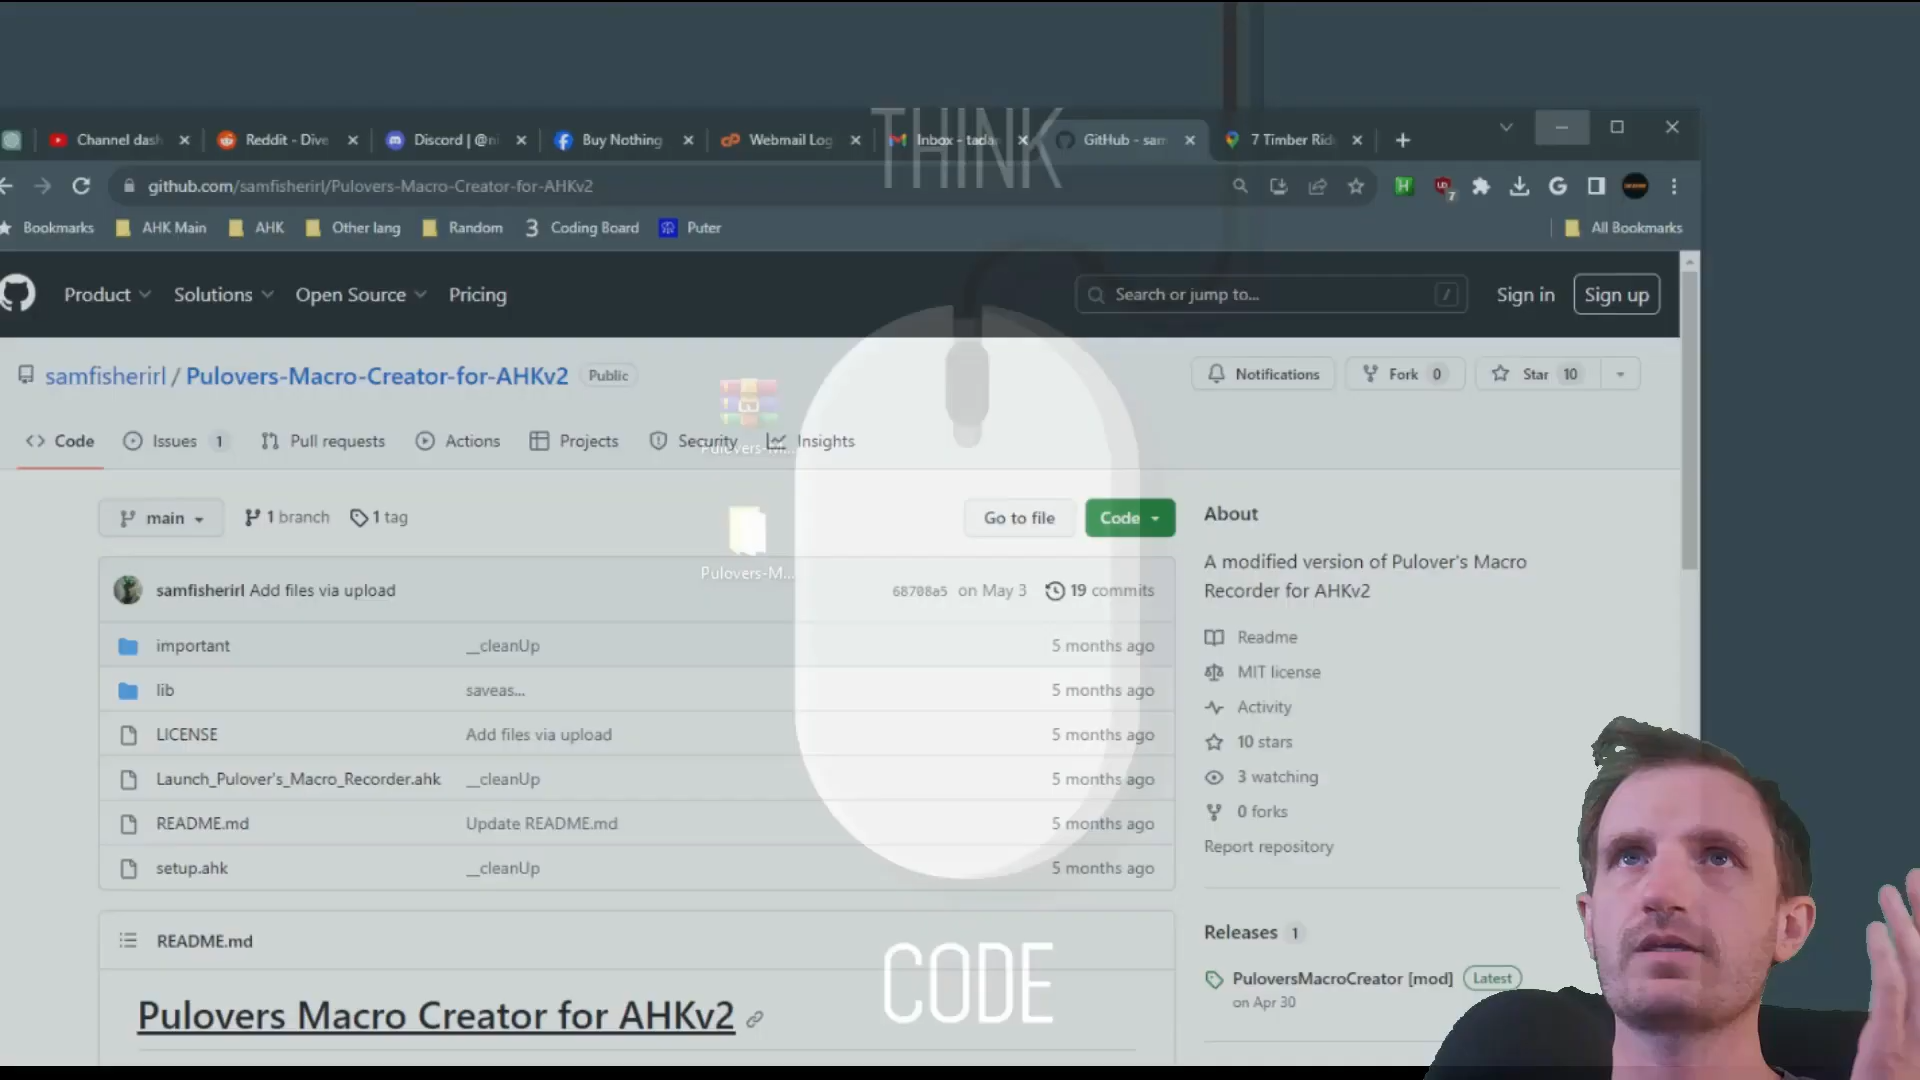 THINK
Channel dash
Reddit - Dive
Discord | @ni
Buy Nothing
Webmail Log
Inbox - tada
GitHub - sam
7 Timber Rid
github.com/samfisherirl/Pulovers-Macro-Creator-for-AHKv2
7
Bookmarks
AHK Main
AHK
Other lang
Random
Coding Board
Puter
All Bookmarks
Product
Solutions
Open Source
Pricing
Search or jump to...
/
Sign in
Sign up
samfisherirl / Pulovers-Macro-Creator-for-AHKv2
Public
Notifications
Fork 0
Star 10
Code
Issues 1
Pull requests
Actions
Projects
Security
Insights
Pulovers-M...
main
1 branch
1 tag
Go to file
Code
Pulovers-M...
samfisherirl Add files via upload
68708a5 on May 3
19 commits
important __cleanUp 5 months ago
lib saveas... 5 months ago
LICENSE Add files via upload 5 months ago
Launch_Pulover's_Macro_Recorder.ahk __cleanUp 5 months ago
README.md Update README.md 5 months ago
setup.ahk __cleanUp 5 months ago
README.md
Pulovers Macro Creator for AHKv2
CODE
About
A modified version of Pulover's Macro
Recorder for AHKv2
Readme
MIT license
Activity
10 stars
3 watching
0 forks
Report repository
Releases 1
PuloversMacroCreator [mod] Latest
on Apr 30